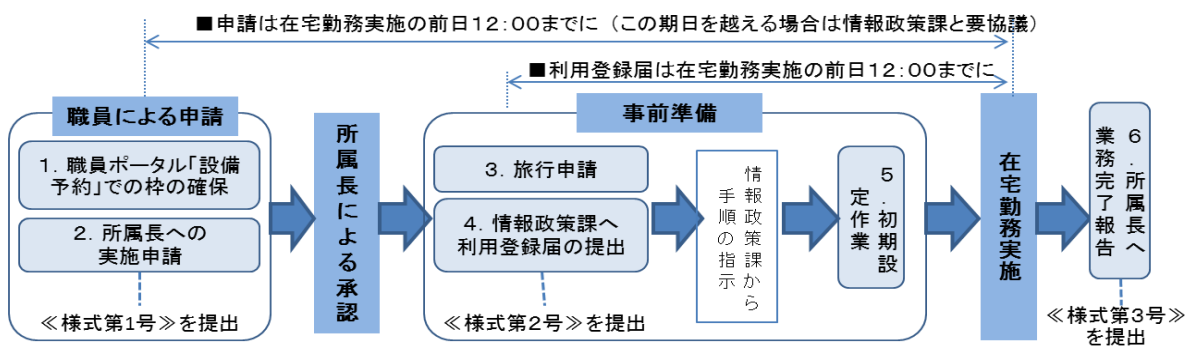 ■申請は在宅勤務実施の前日12:00までに（この期日を越える場合は情報政策課と要協議）
■利用登録届は在宅勤務実施の前日12:00までに
職員による申請
1．職員ポータル「設備
予約」での枠の確保
2．所属長への
実施申請
≪様式第1号≫を提出
所属長による承認
事前準備
3．旅行申請
4．情報政策課へ
利用登録届の提出
≪様式第2号≫を提出
情報政策課から
手順の指示
5．初期設
定作業
在宅勤務実施
6．所属長へ
業務完了報告
≪様式第3号≫
を提出